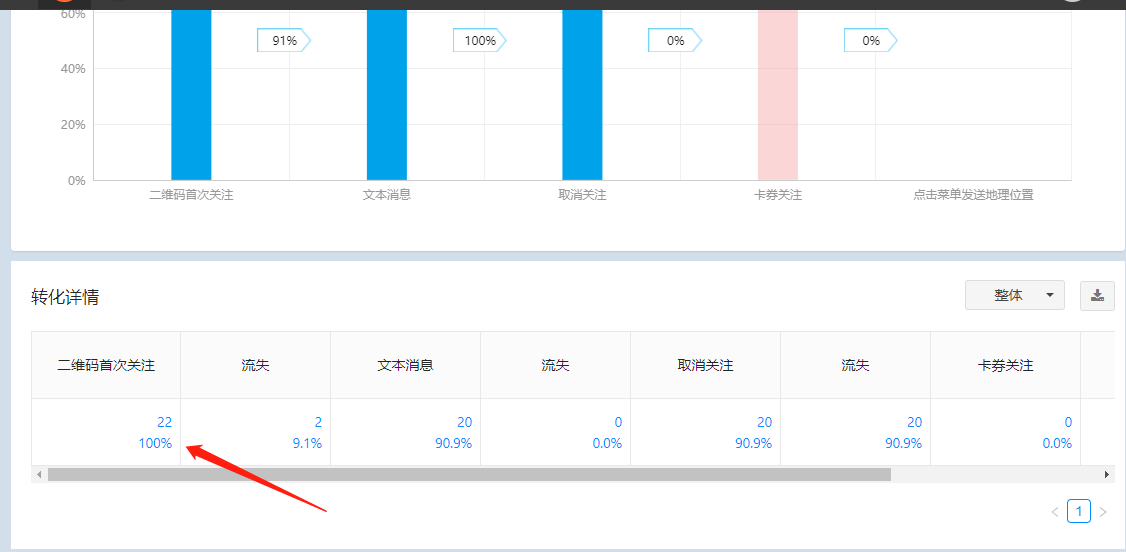 60%
91%
100%
0%
0%
40%
20%
0%
二维码首次关注
文本消息
取消关注
卡券关注
点击菜单发送地理位置
转化详情
整体
二维码首次关注
流失
文本消息
流失
取消关注
流失
卡券关注
22
2
20
0
20
20
0
100%
9.1%
90.9%
0.0%
90.9%
90.9%
0.0%
1